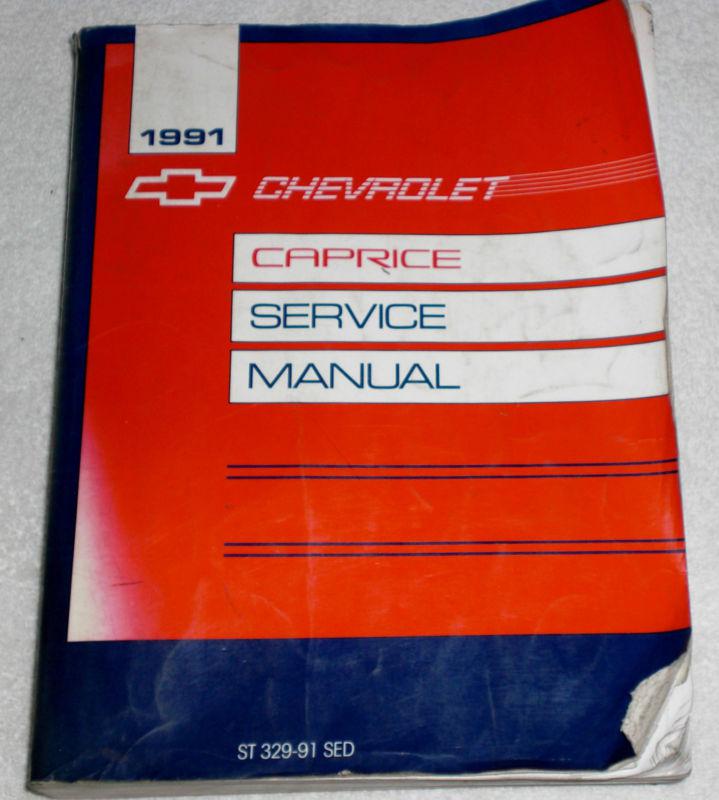 1991
CHEVROLET
CAPRICE
SERVICE
MANUAL
ST 329-91 SED